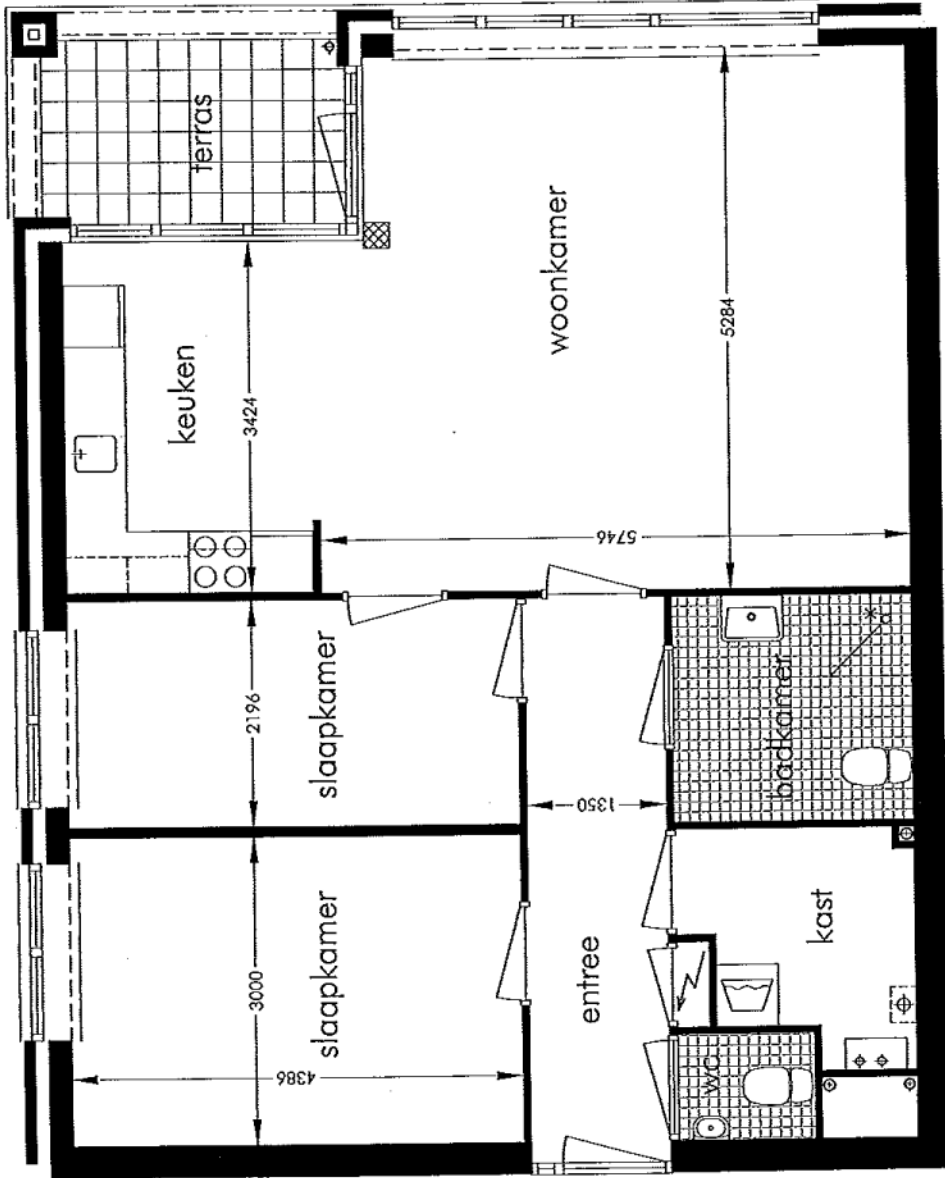 terras
keuken
3424
woonkamer
5284
5746
slaapkamer
2196
slaapkamer
3000
4386
1350
entree
badkamer
kast
wc